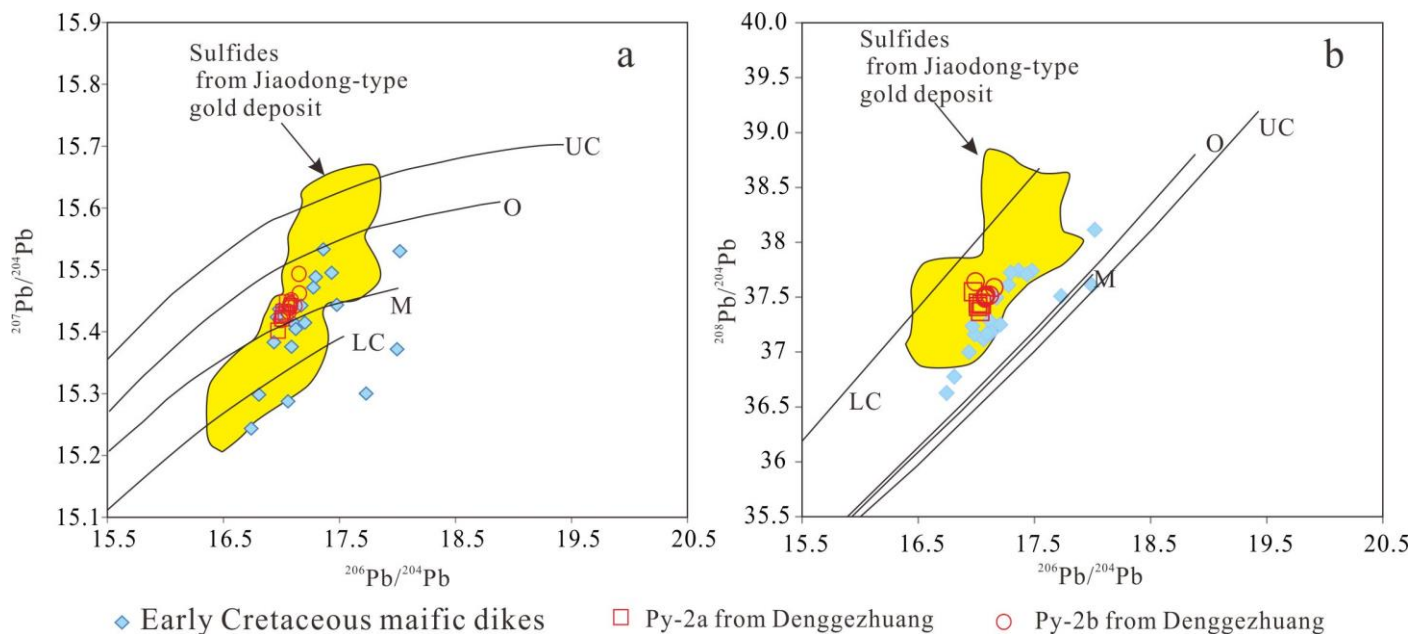 a
Sulfides
from Jiaodong-type
gold deposit
UC
O
M
LC
15.9
15.8
15.7
15.6
15.5
15.4
15.3
15.2
15.1
²⁰⁷Pb/²⁰⁴Pb
15.5 16.5 17.5 18.5 19.5 20.5
²⁰⁶Pb/²⁰⁴Pb
b
Sulfides
from Jiaodong-type
gold deposit
O
UC
M
LC
40.0
39.5
39.0
38.5
38
37.5
37
36.5
36
35.5
²⁰⁸Pb/²⁰⁴Pb
15.5 16.5 17.5 18.5 19.5 20.5
²⁰⁶Pb/²⁰⁴Pb
Early Cretaceous maific dikes Py-2a from Denggezhuang Py-2b from Denggezhuang